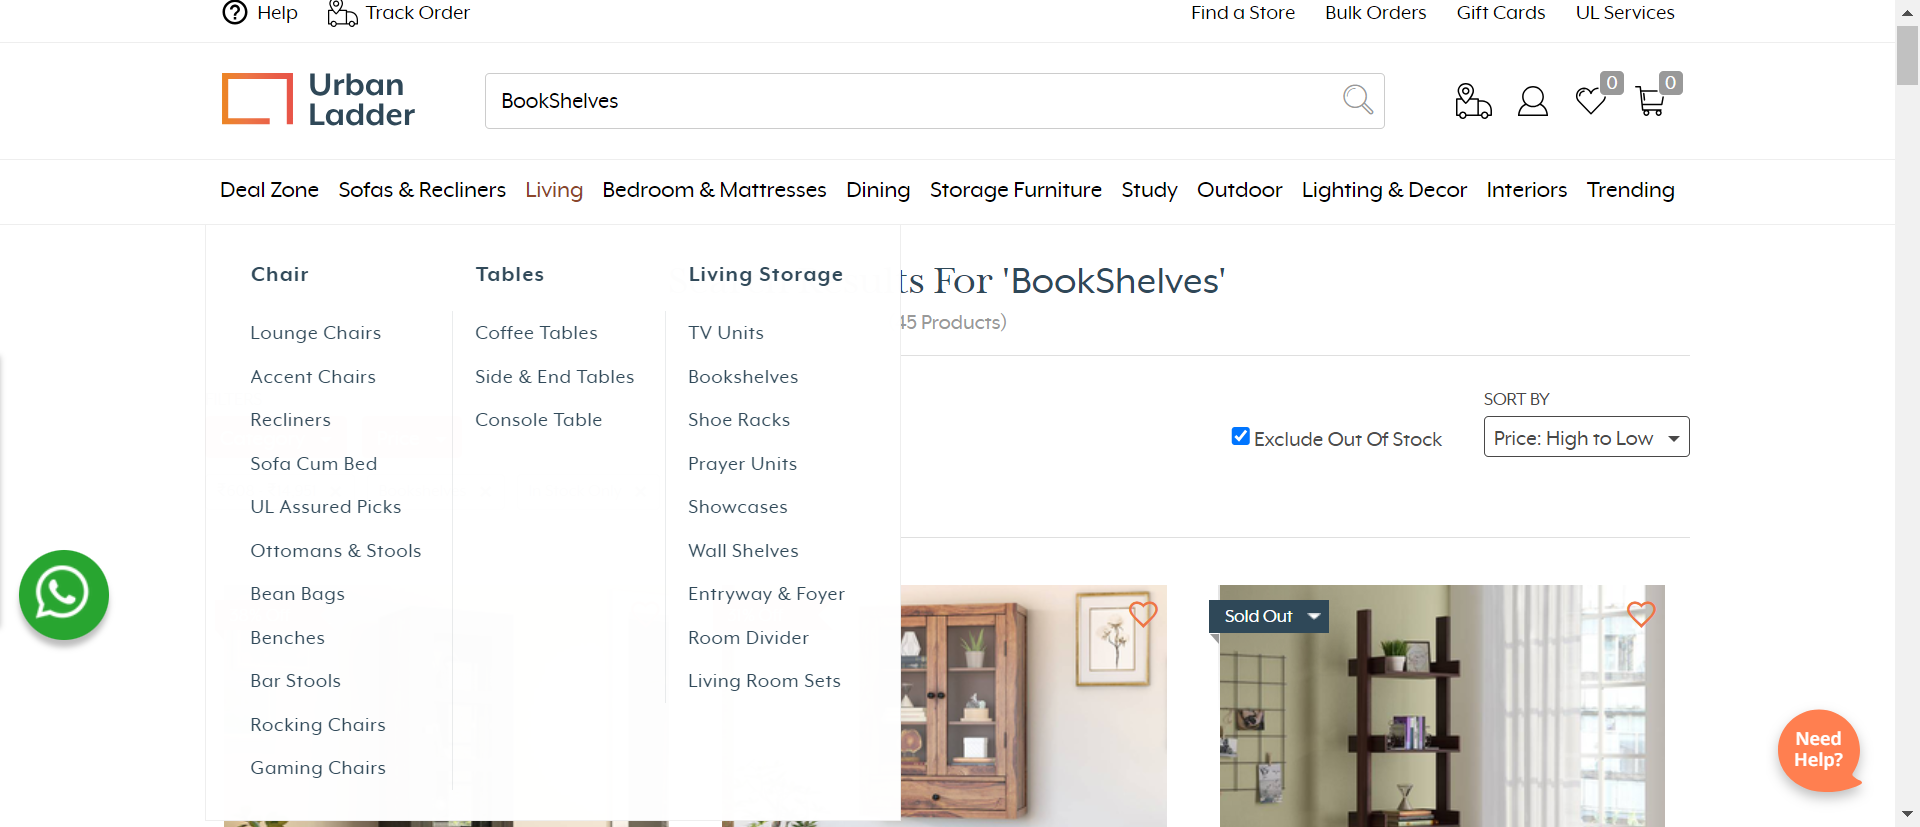 Help
Track Order
Find a Store
Bulk Orders
Gift Cards
UL Services
Urban
Ladder
BookShelves
0
0
Deal Zone
Sofas & Recliners
Living
Bedroom & Mattresses
Dining
Storage Furniture
Study
Outdoor
Lighting & Decor
Interiors
Trending
Chair
Lounge Chairs
Accent Chairs
Recliners
Sofa Cum Bed
UL Assured Picks
Ottomans & Stools
Bean Bags
Benches
Bar Stools
Rocking Chairs
Gaming Chairs
Tables
Coffee Tables
Side & End Tables
Console Table
Living Storage
TV Units
Bookshelves
Shoe Racks
Prayer Units
Showcases
Wall Shelves
Entryway & Foyer
Room Divider
Living Room Sets
For 'BookShelves'
Products)
Exclude Out Of Stock
SORT BY
Price: High to Low
Sold Out
Need
Help?